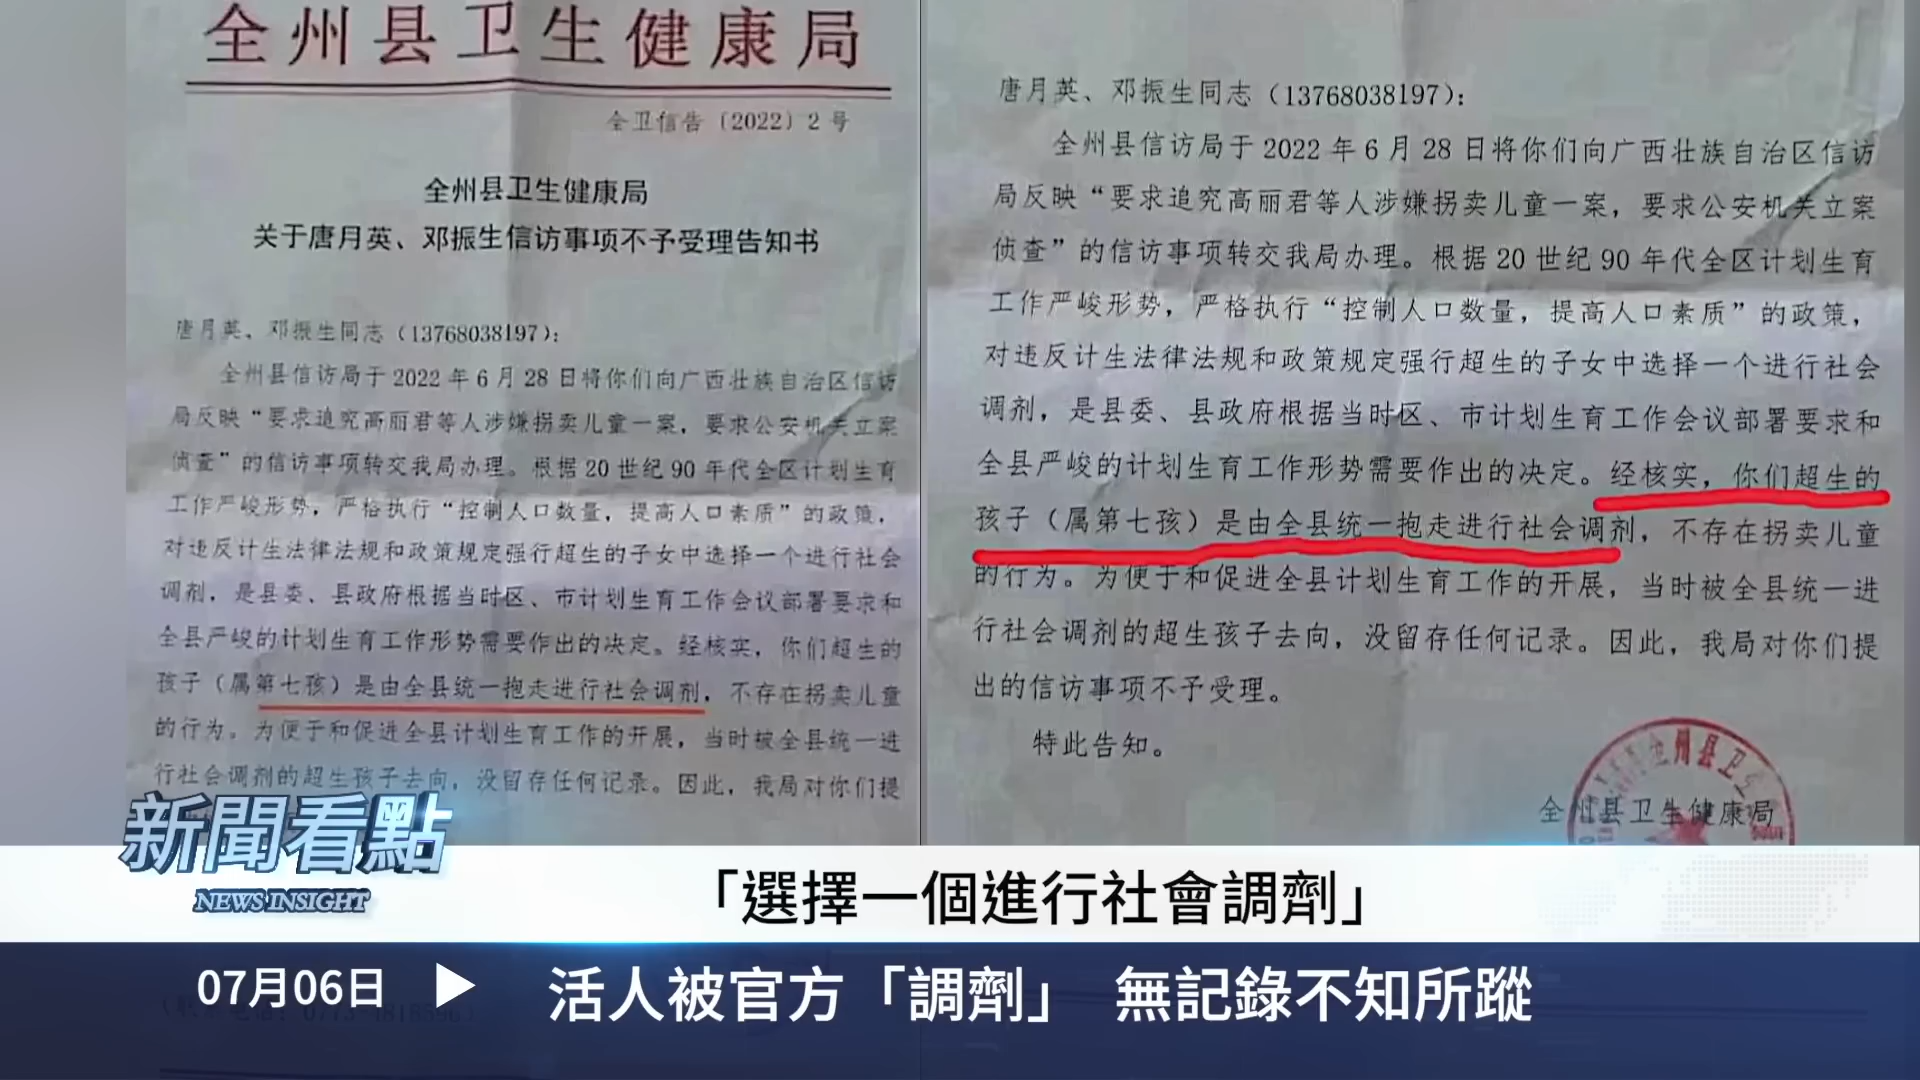 全州县卫生健康局
全卫信告〔2022〕2号
全州县卫生健康局
关于唐月英、邓振生信访事项不予受理告知书
唐月英、邓振生同志（13768038197）：
全州县信访局于2022年6月28日将你们向广西壮族自治区信访
局反映“要求追究高丽君等人涉嫌拐卖儿童一案，要求公安机关立案
侦查”的信访事项转交我局办理。根据20世纪90年代全区计划生育
工作严峻形势，严格执行“控制人口数量，提高人口素质”的政策，
对违反计生法律法规和政策规定强行超生的子女中选择一个进行社会
调剂，是县委、县政府根据当时区、市计划生育工作会议部署要求和
全县严峻的计划生育工作形势需要作出的决定。经核实，你们超生的
孩子（属第七孩）是由全县统一抱走进行社会调剂，不存在拐卖儿童
的行为。为便于和促进全县计划生育工作的开展，当时被全县统一进
行社会调剂的超生孩子去向，没留存任何记录。因此，我局对你们提
唐月英、邓振生同志（13768038197）：
全州县信访局于2022年6月28日将你们向广西壮族自治区信访
局反映“要求追究高丽君等人涉嫌拐卖儿童一案，要求公安机关立案
侦查”的信访事项转交我局办理。根据20世纪90年代全区计划生育
工作严峻形势，严格执行“控制人口数量，提高人口素质”的政策，
对违反计生法律法规和政策规定强行超生的子女中选择一个进行社会
调剂，是县委、县政府根据当时区、市计划生育工作会议部署要求和
全县严峻的计划生育工作形势需要作出的决定。经核实，你们超生的
孩子（属第七孩）是由全县统一抱走进行社会调剂，不存在拐卖儿童
的行为。为便于和促进全县计划生育工作的开展，当时被全县统一进
行社会调剂的超生孩子去向，没留存任何记录。因此，我局对你们提
出的信访事项不予受理。
特此告知。
州县卫
全州县卫生健康局
新聞看點
NEWS INSIGHT
「選擇一個進行社會調劑」
07月06日
活人被官方「調劑」 無記錄不知所蹤